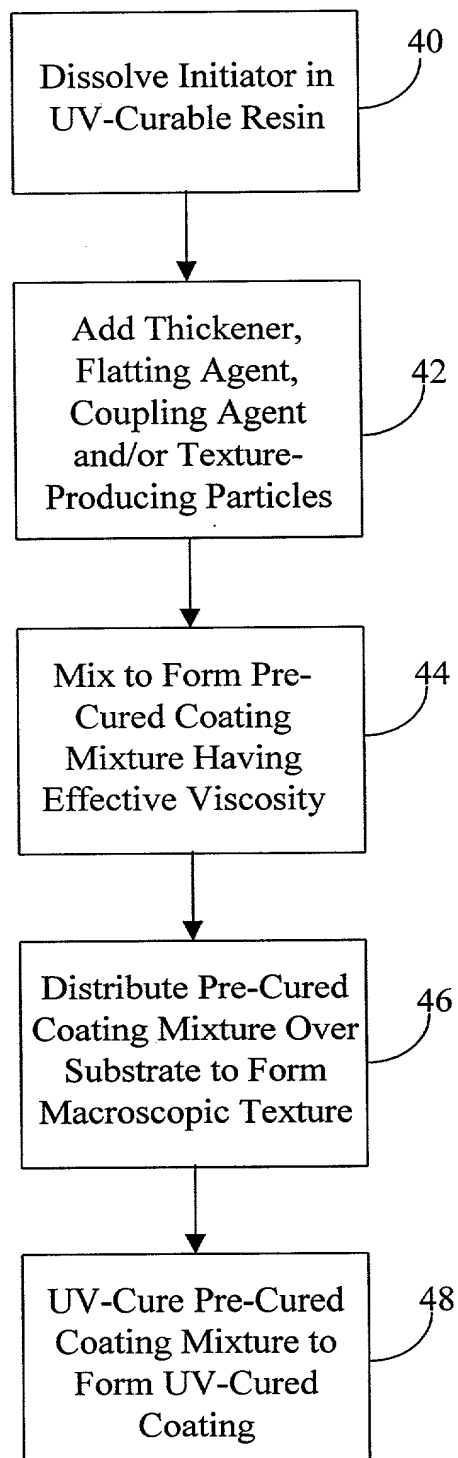 Dissolve Initiator in
UV-Curable Resin
40
Add Thickener,
Flatting Agent,
Coupling Agent
and/or Texture-
Producing Particles
42
Mix to Form Pre-
Cured Coating
Mixture Having
Effective Viscosity
44
Distribute Pre-Cured
Coating Mixture Over
Substrate to Form
Macroscopic Texture
46
UV-Cure Pre-Cured
Coating Mixture to
Form UV-Cured
Coating
48